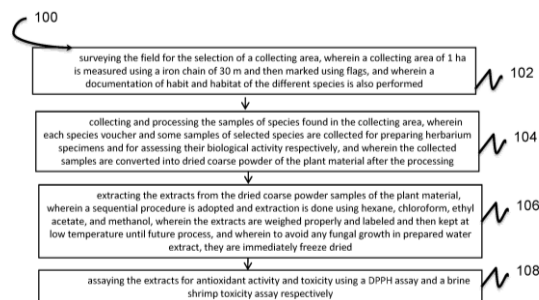 100
surveying the field for the selection of a collecting area, wherein a collecting area of 1 ha
is measured using a iron chain of 30 m and then marked using flags, and wherein a
documentation of habit and habitat of the different species is also performed
102
collecting and processing the samples of species found in the collecting area, wherein
each species voucher and some samples of selected species are collected for preparing herbarium
specimens and for assessing their biological activity respectively, and wherein the collected
samples are converted into dried coarse powder of the plant material after the processing
104
extracting the extracts from the dried coarse powder samples of the plant material,
wherein a sequential procedure is adopted and extraction is done using hexane, chloroform, ethyl
acetate, and methanol, wherein the extracts are weighed properly and labeled and then kept at
low temperature until future process, and wherein to avoid any fungal growth in prepared water
extract, they are immediately freeze dried
106
assaying the extracts for antioxidant activity and toxicity using a DPPH assay and a brine
shrimp toxicity assay respectively
108